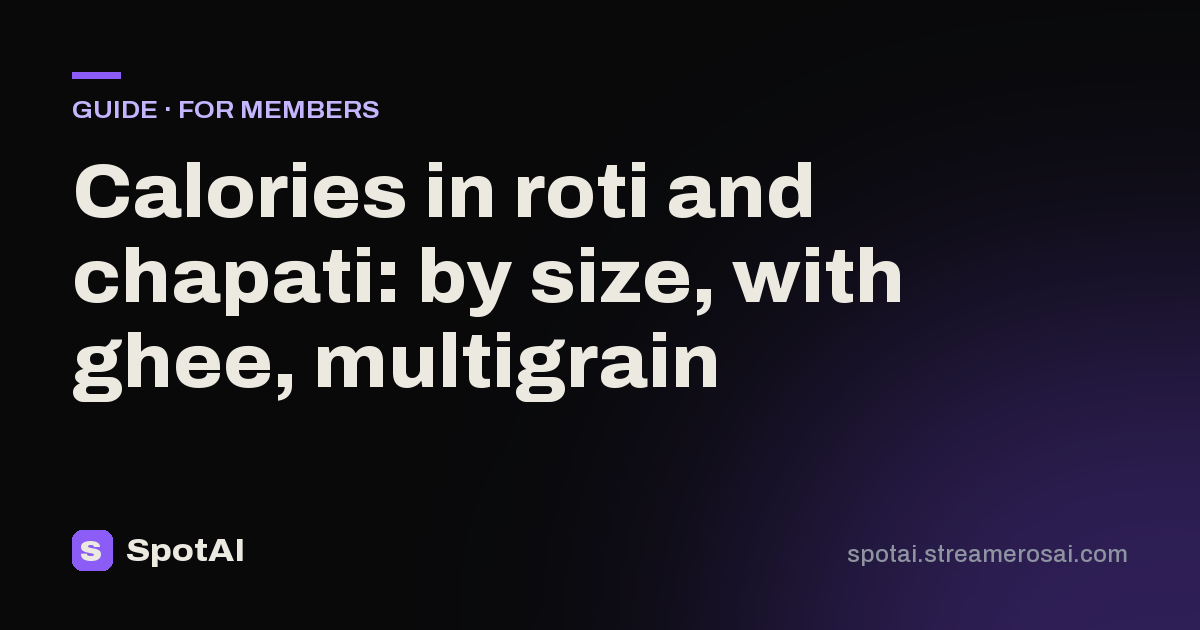 GUIDE · FOR MEMBERS
Calories in roti and
chapati: by size, with
ghee, multigrain
S SpotAI
spotai.streamerosai.com